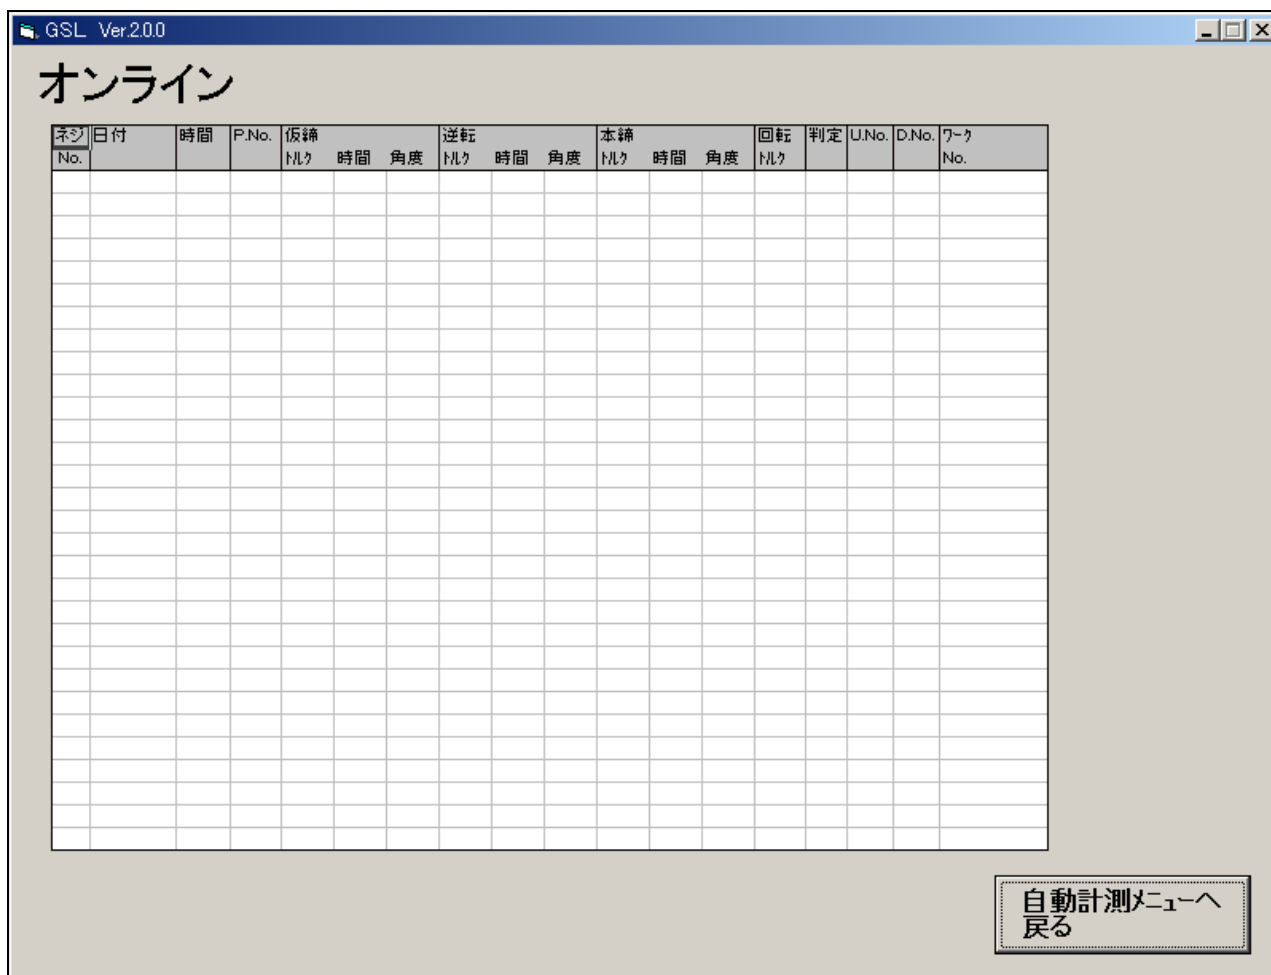 GSL Ver.2.0.0
オンライン
ネジ 日付 時間 P.No. 仮締 逆転 本締 回転 判定 U.No. D.No. ワーク
No. トルク 時間 角度 トルク 時間 角度 トルク 時間 角度 トルク No.
自動計測メニューへ
戻る